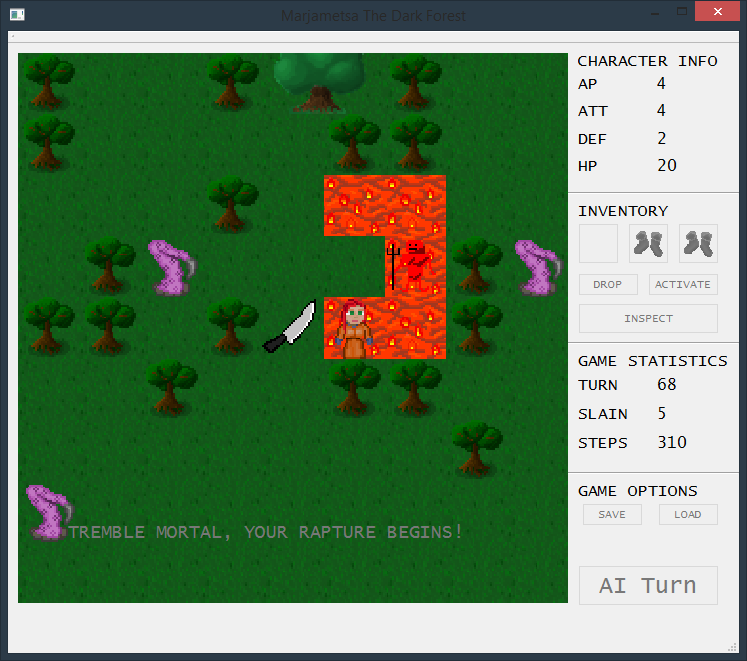 Marjametsa The Dark Forest
CHARACTER INFO
AP 4
ATT 4
DEF 2
HP 20
INVENTORY
DROP ACTIVATE
INSPECT
GAME STATISTICS
TURN 68
SLAIN 5
STEPS 310
GAME OPTIONS
SAVE LOAD
AI Turn
TREMBLE MORTAL, YOUR RAPTURE BEGINS!